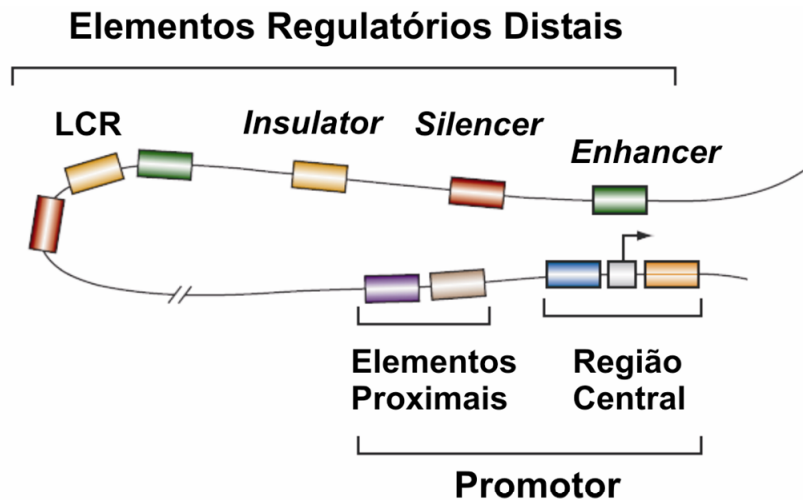 Elementos Regulatórios Distais
LCR
Insulator
Silencer
Enhancer
Elementos
Proximais
Região
Central
Promotor